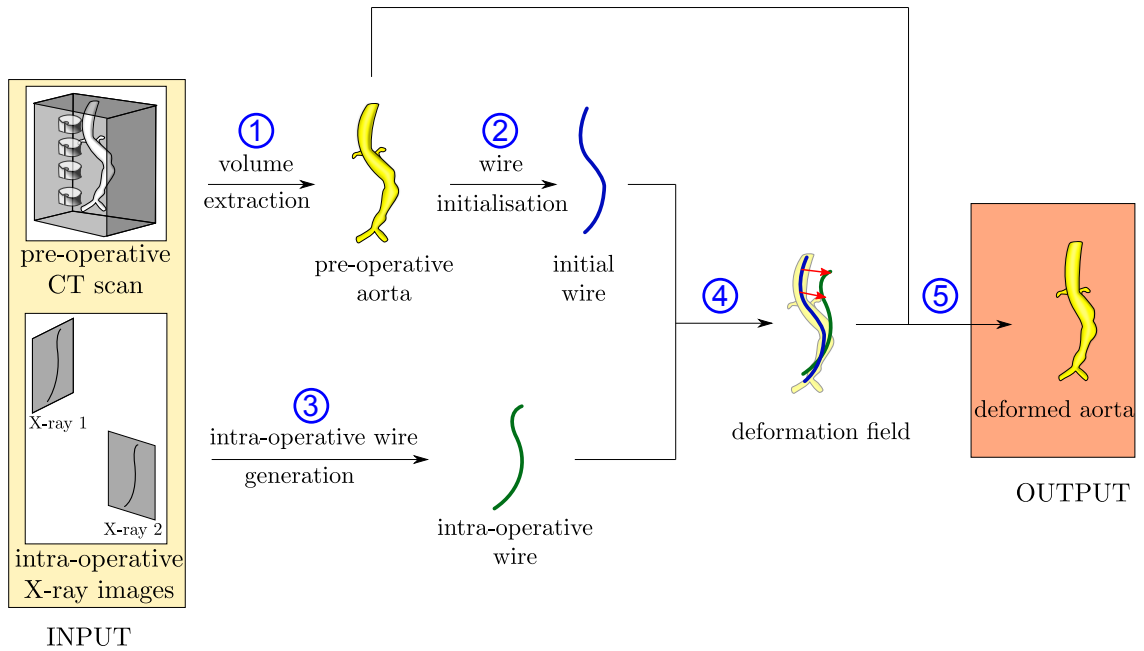 1
volume
extraction
2
wire
initialisation
pre-operative
CT scan
pre-operative
aorta
initial
wire
4
5
X-ray 1
3
intra-operative wire
generation
deformation field
deformed aorta
X-ray 2
intra-operative
X-ray images
intra-operative
wire
OUTPUT
INPUT